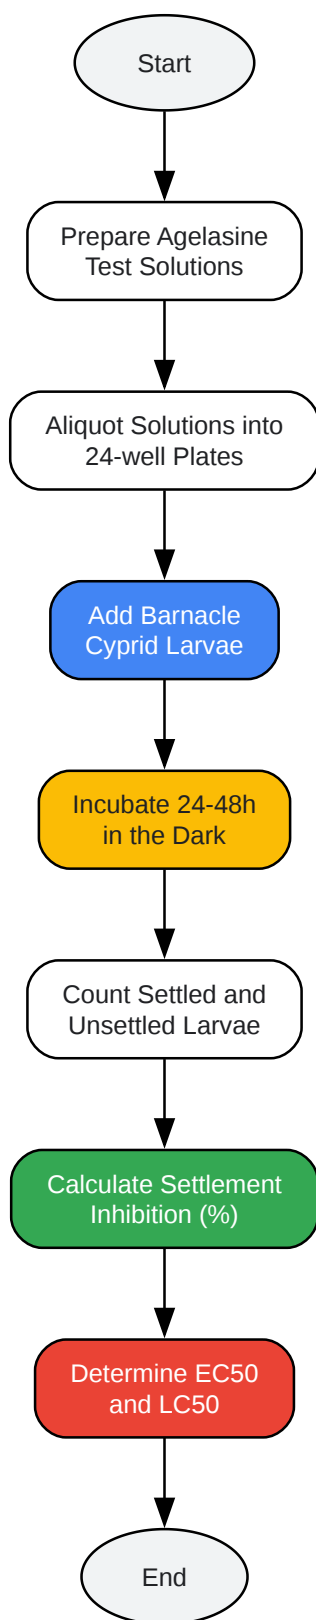 Start
Prepare Agelasine
Test Solutions
Aliquot Solutions into
24-well Plates
Add Barnacle
Cyprid Larvae
Incubate 24-48h
in the Dark
Count Settled and
Unsettled Larvae
Calculate Settlement
Inhibition (%)
Determine EC50
and LC50
End